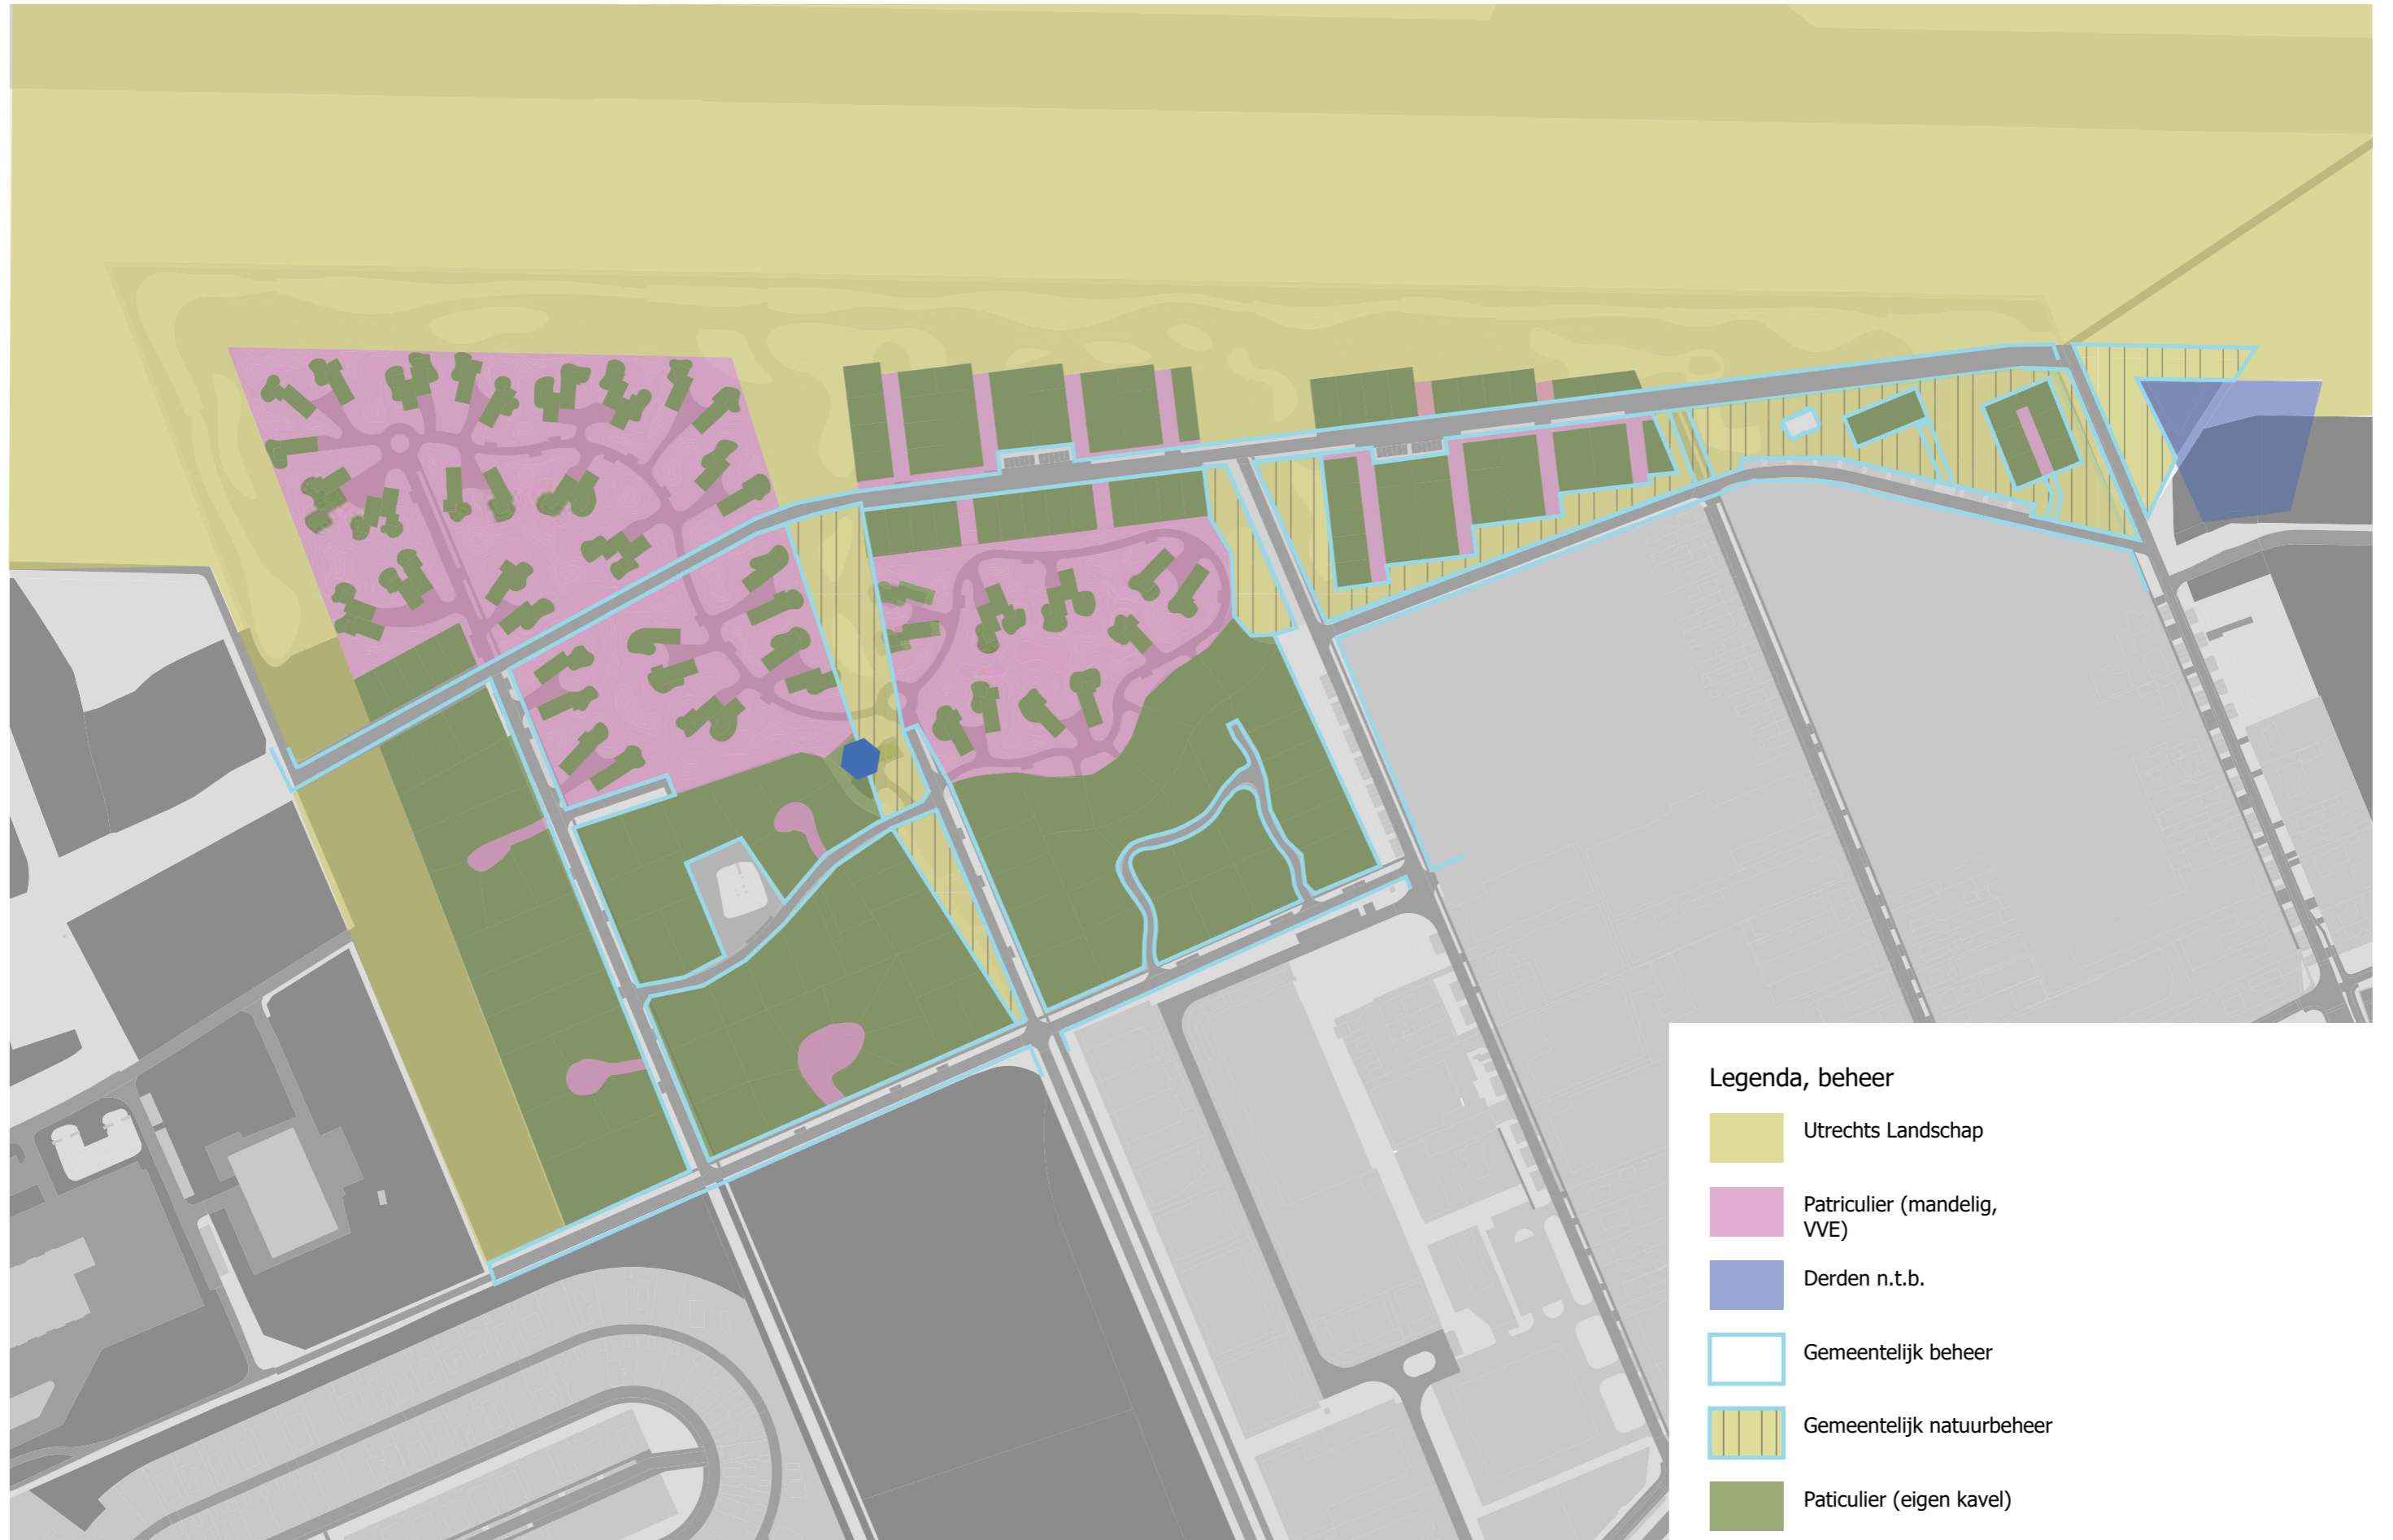 Legenda, beheer
Utrechts Landschap
Patriculier (mandelig,
VVE)
Derden n.t.b.
Gemeentelijk beheer
Gemeentelijk natuurbeheer
Paticulier (eigen kavel)